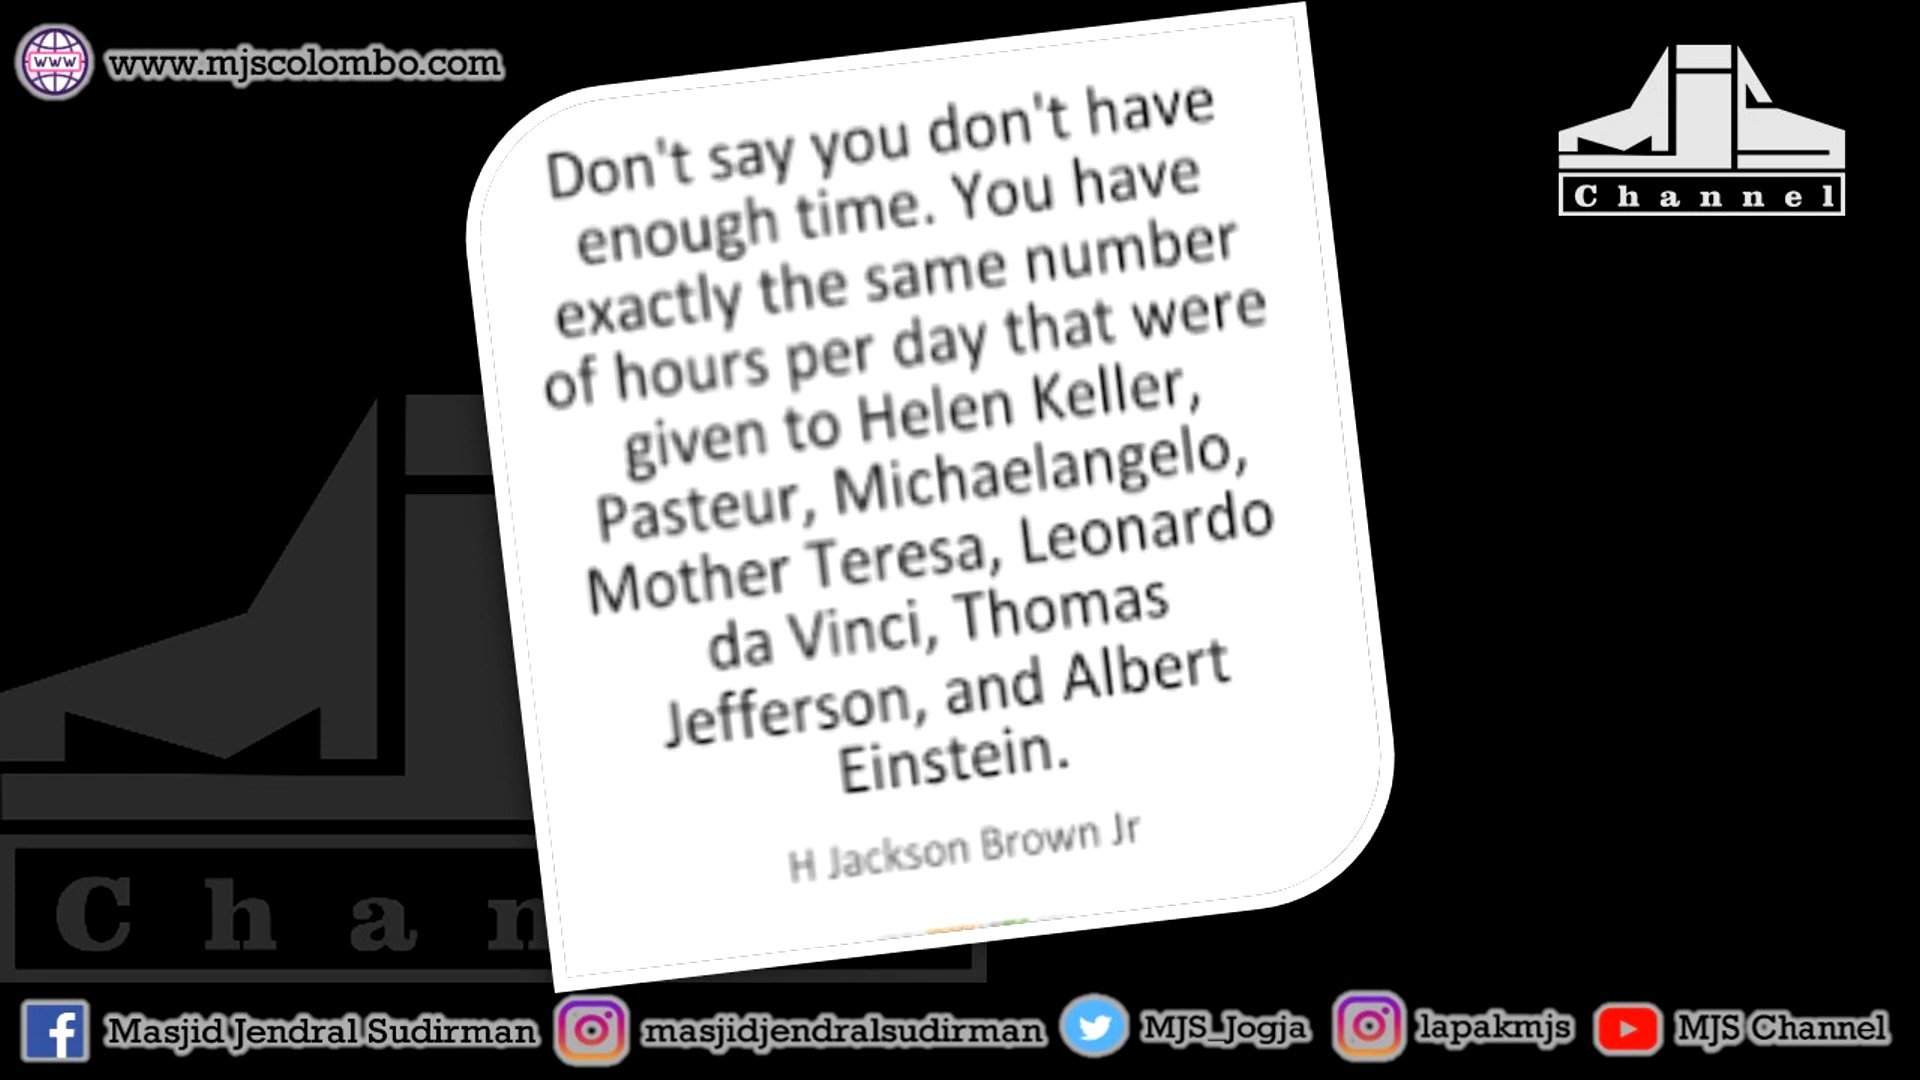 www
www.mjscolombo.com
MJS
Channel
Don't say you don't have
enough time. You have
exactly the same number
of hours per day that were
given to Helen Keller,
Pasteur, Michaelangelo,
Mother Teresa, Leonardo
da Vinci, Thomas
Jefferson, and Albert
Einstein.
H Jackson Brown Jr
Chan
f Masjid Jendral Sudirman masjidjendralsudirman MJS_Jogja lapakmjs MJS Channel